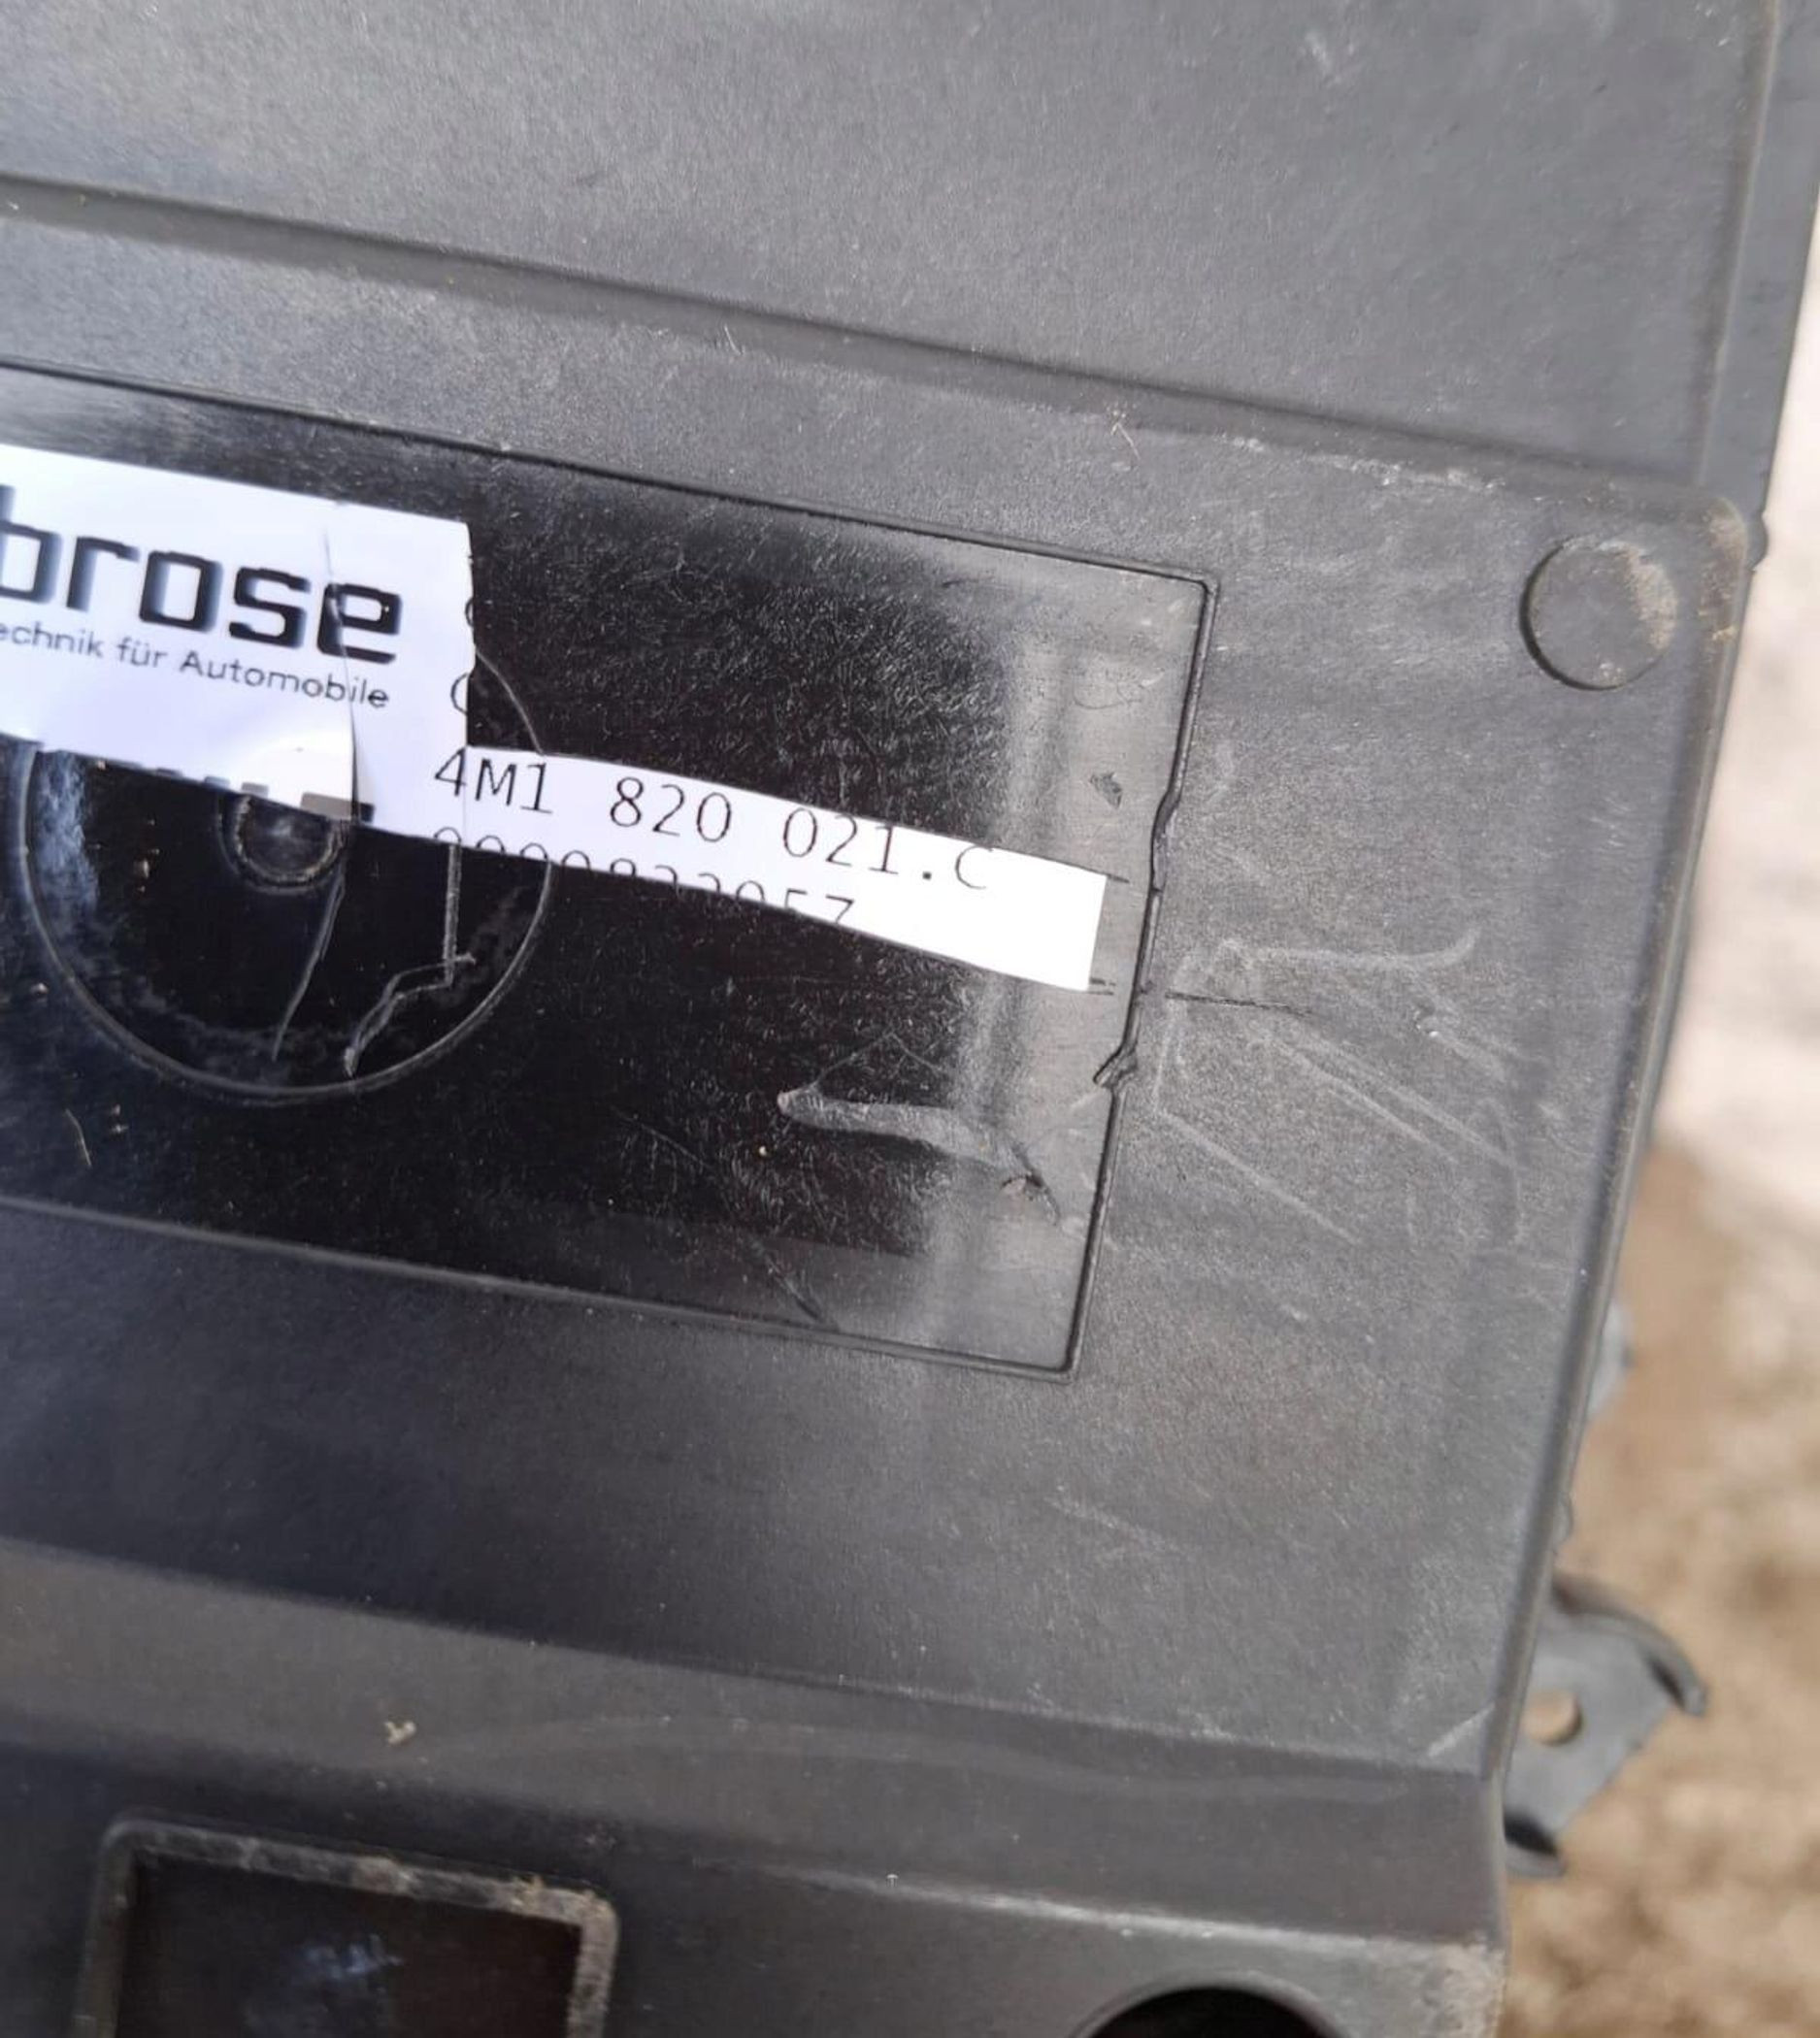 brose
echnik für Automobile
4M1 820 021.C